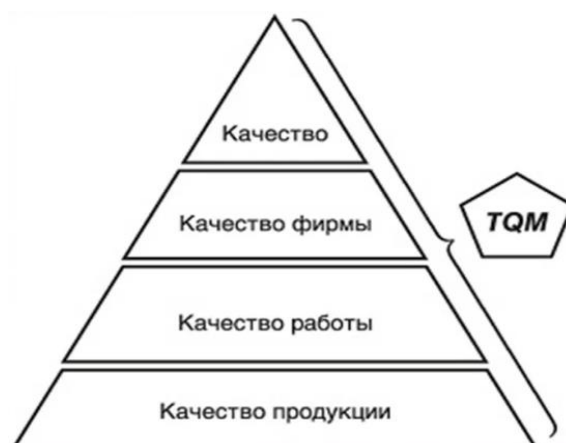 Качество
Качество фирмы
TQM
Качество работы
Качество продукции